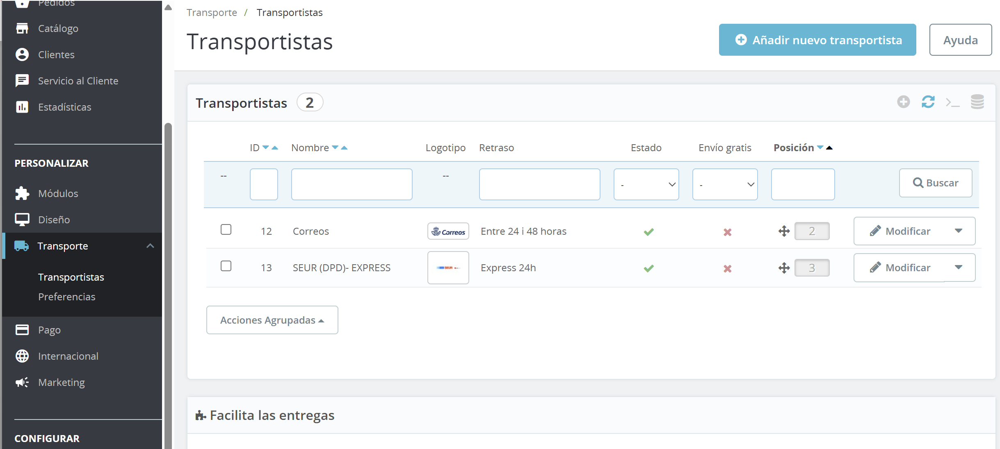 Pedidos
Catálogo
Clientes
Servicio al Cliente
Estadísticas
PERSONALIZAR
Módulos
Diseño
Transporte
Transportistas
Preferencias
Pago
Internacional
Marketing
CONFIGURAR
Transporte / Transportistas
Transportistas
Añadir nuevo transportista
Ayuda
Transportistas 2
ID Nombre Logotipo Retraso Estado Envío gratis Posición
-- -- - - Buscar
12 Correos Correos Entre 24 i 48 horas 2 Modificar
13 SEUR (DPD)- EXPRESS SEUR Express 24h 3 Modificar
Acciones Agrupadas
Facilita las entregas